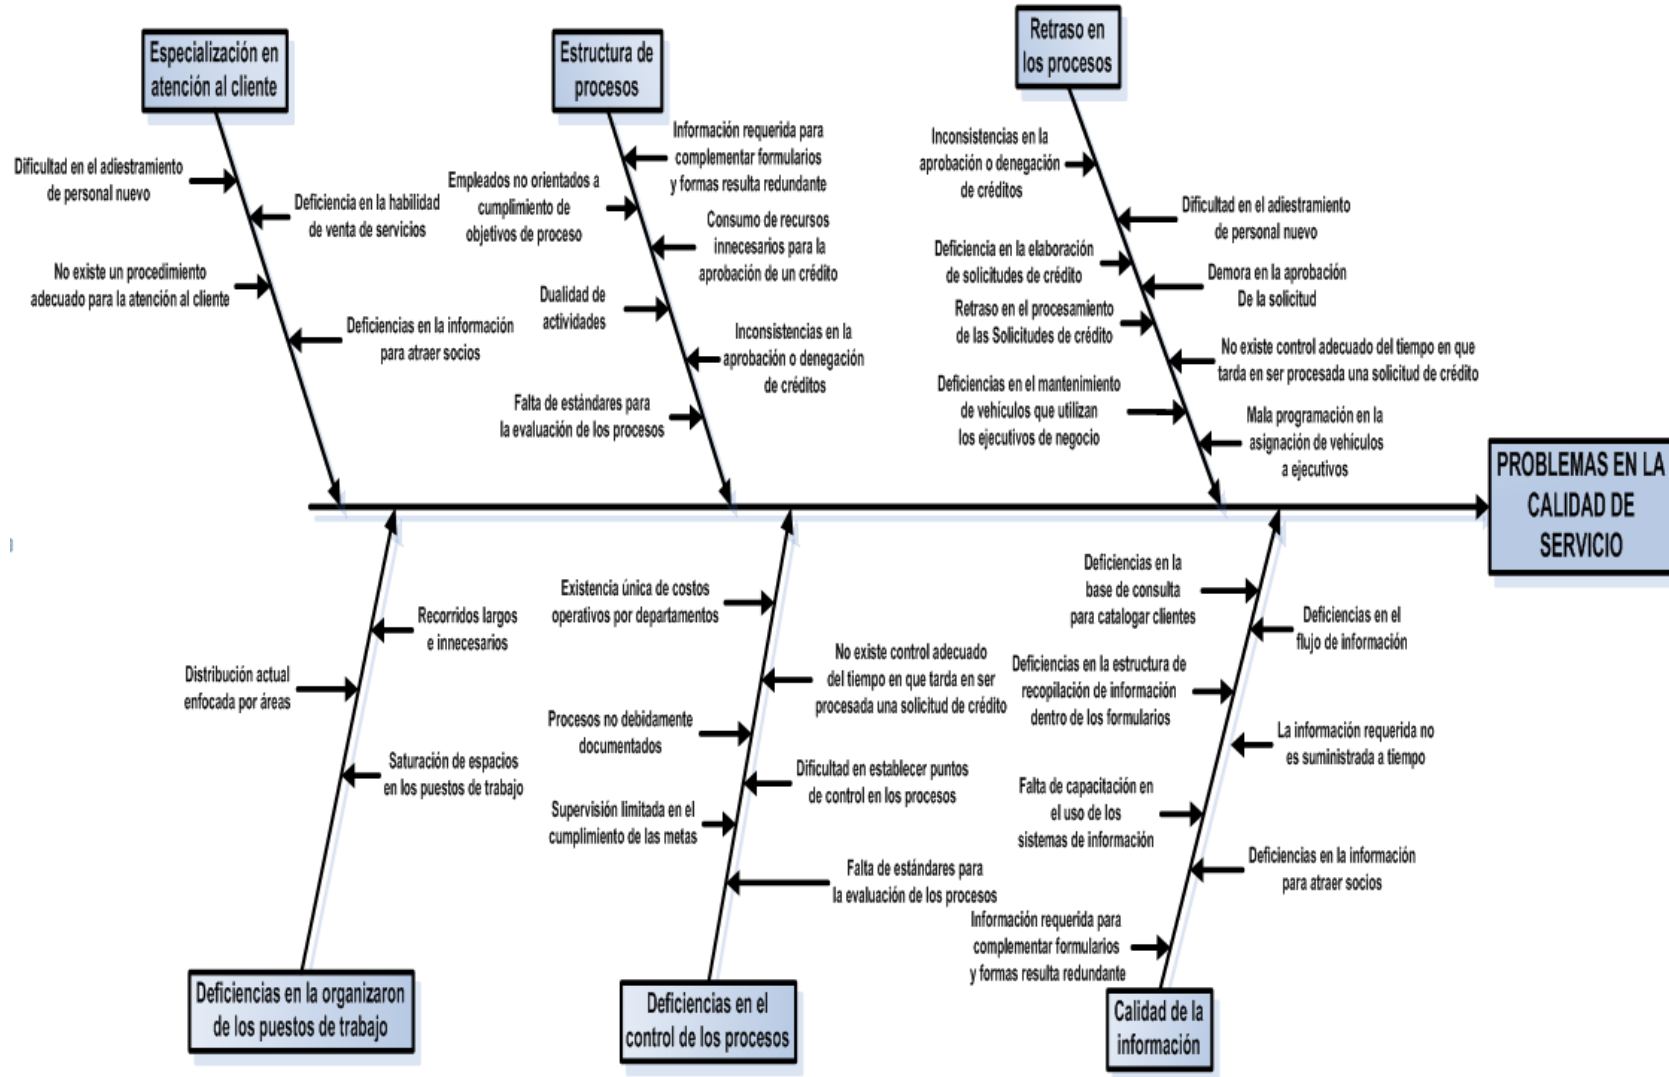 Especialización en
atención al cliente
Dificultad en el adiestramiento
de personal nuevo
Deficiencia en la habilidad
de venta de servicios
No existe un procedimiento
adecuado para la atención al cliente
Deficiencias en la información
para atraer socios
Estructura de
procesos
Información requerida para
complementar formularios
y formas resulta redundante
Empleados no orientados a
cumplimiento de
objetivos de proceso
Consumo de recursos
innecesarios para la
aprobación de un crédito
Dualidad de
actividades
Inconsistencias en la
aprobación o denegación
de créditos
Falta de estándares para
la evaluación de los procesos
Retraso en
los procesos
Inconsistencias en la
aprobación o denegación
de créditos
Dificultad en el adiestramiento
de personal nuevo
Deficiencia en la elaboración
de solicitudes de crédito
Demora en la aprobación
De la solicitud
Retraso en el procesamiento
de las Solicitudes de crédito
No existe control adecuado del tiempo en que
tarda en ser procesada una solicitud de crédito
Deficiencias en el mantenimiento
de vehículos que utilizan
los ejecutivos de negocio
Mala programación en la
asignación de vehículos
a ejecutivos
PROBLEMAS EN LA
CALIDAD DE
SERVICIO
Recorridos largos
e innecesarios
Distribución actual
enfocada por áreas
Saturación de espacios
en los puestos de trabajo
Deficiencias en la organizaron
de los puestos de trabajo
Existencia única de costos
operativos por departamentos
No existe control adecuado
del tiempo en que tarda en ser
procesada una solicitud de crédito
Procesos no debidamente
documentados
Dificultad en establecer puntos
de control en los procesos
Supervisión limitada en el
cumplimiento de las metas
Falta de estándares para
la evaluación de los procesos
Deficiencias en el
control de los procesos
Deficiencias en la
base de consulta
para catalogar clientes
Deficiencias en el
flujo de información
Deficiencias en la estructura de
recopilación de información
dentro de los formularios
La información requerida no
es suministrada a tiempo
Falta de capacitación en
el uso de los
sistemas de información
Deficiencias en la información
para atraer socios
Información requerida para
complementar formularios
y formas resulta redundante
Calidad de la
información